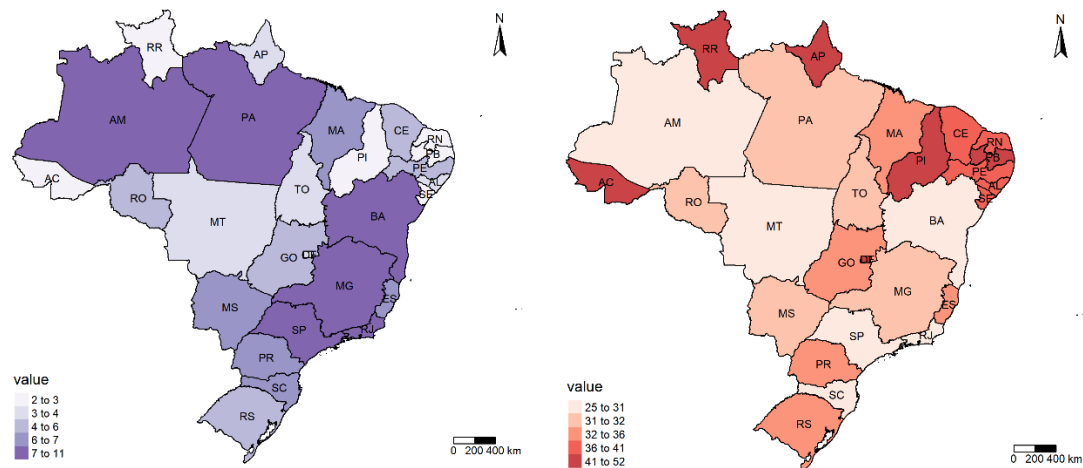 N
RR
AP
AM
PA
MA
CE
RN
PB
PI
PE
AL
SE
AC
RO
TO
BA
MT
GO
DF
MG
ES
MS
SP
RJ
PR
SC
RS
value
2 to 3
3 to 4
4 to 6
6 to 7
7 to 11
0 200 400 km
N
RR
AP
AM
PA
MA
CE
RN
PB
PI
PE
AL
SE
AC
RO
TO
BA
MT
GO
DF
MG
ES
MS
SP
RJ
PR
SC
RS
value
25 to 31
31 to 32
32 to 36
36 to 41
41 to 52
0 200 400 km